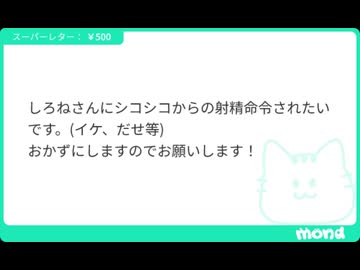 スーパーレター： ￥500
しろねさんにシコシコからの射精命令されたい
です。(イケ、だせ等)
おかずにしますのでお願いします！
mond